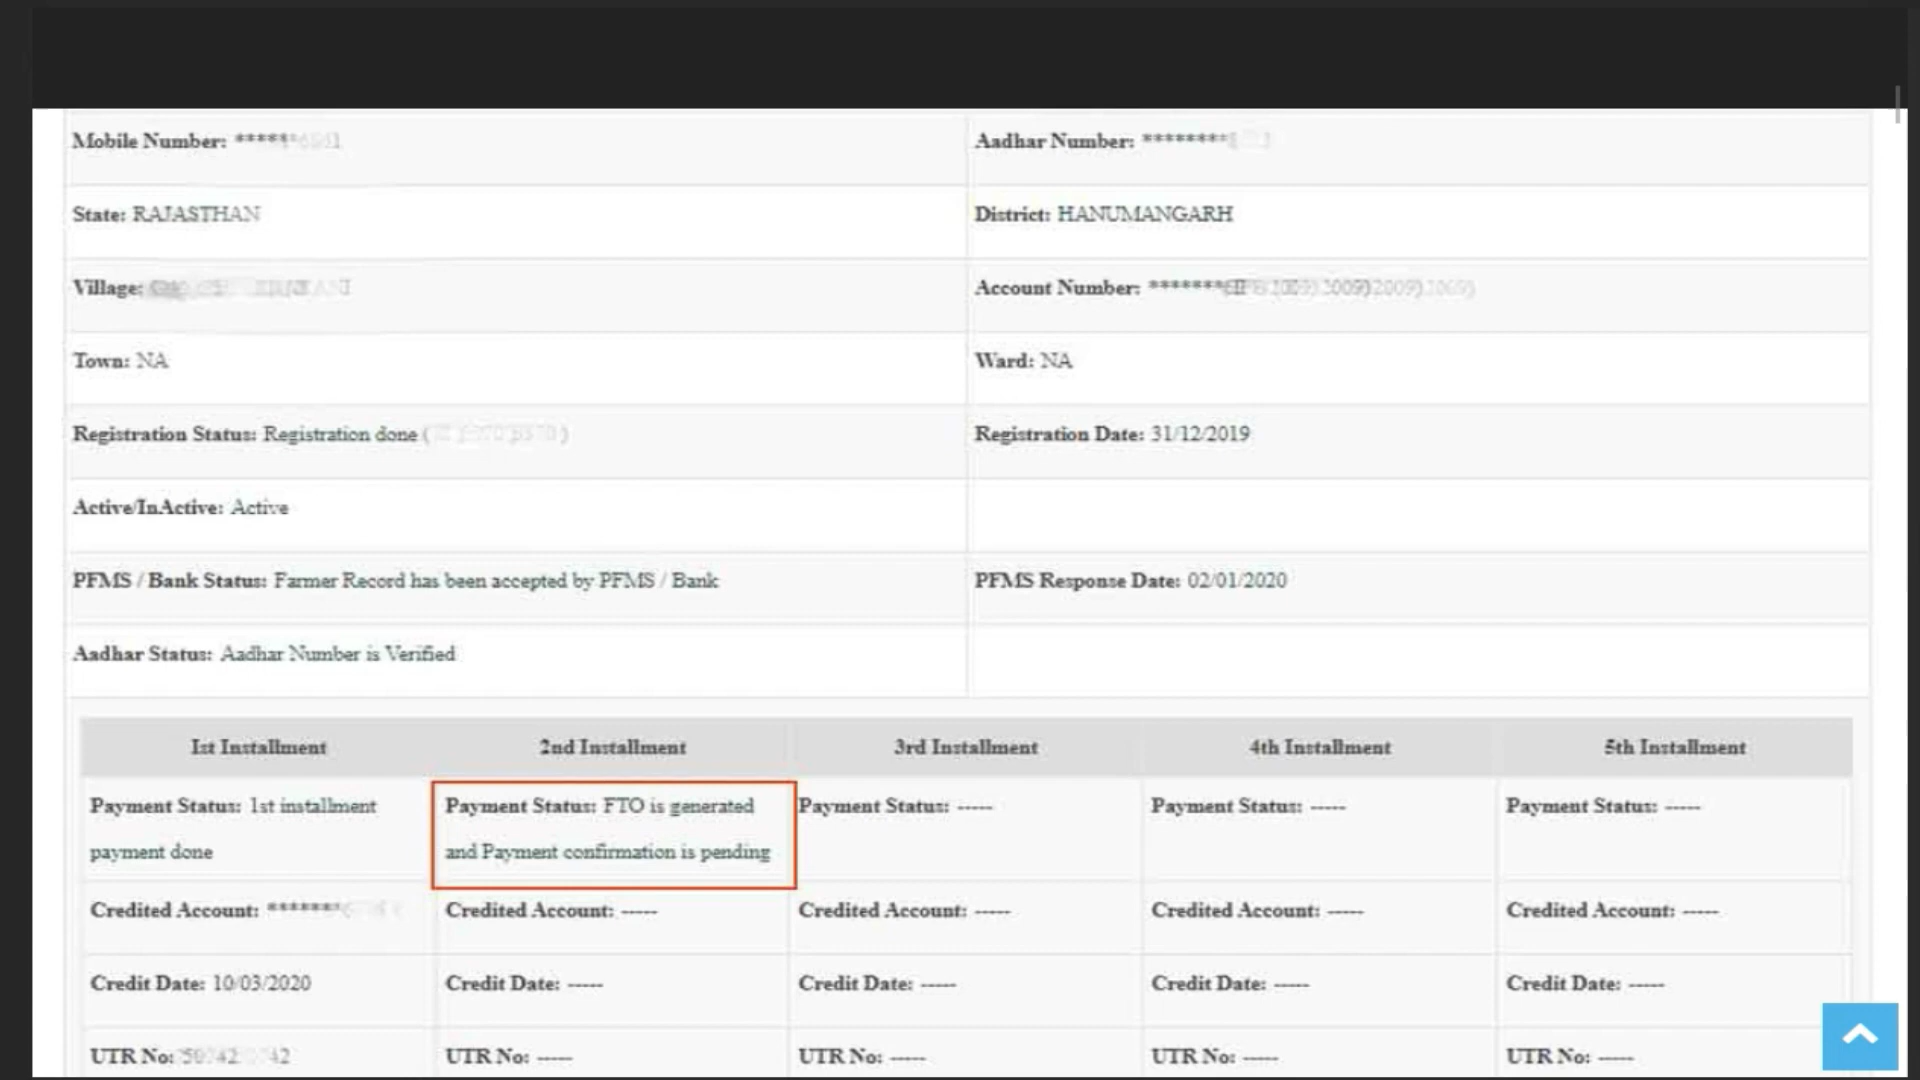 Mobile Number: *****
Aadhar Number: ********
State: RAJASTHAN
District: HANUMANGARH
Village:
Account Number: *******
Town: NA
Ward: NA
Registration Status: Registration done (
Registration Date: 31/12/2019
Active/InActive: Active
PFMS / Bank Status: Farmer Record has been accepted by PFMS / Bank
PFMS Response Date: 02/01/2020
Aadhar Status: Aadhar Number is Verified
1st Installment
2nd Installment
3rd Installment
4th Installment
5th Installment
Payment Status: 1st installment
payment done
Payment Status: FTO is generated
and Payment confirmation is pending
Payment Status: -----
Payment Status: -----
Payment Status: -----
Credited Account: *******
Credited Account: -----
Credited Account: -----
Credited Account: -----
Credited Account: -----
Credit Date: 10/03/2020
Credit Date: -----
Credit Date: -----
Credit Date: -----
Credit Date: -----
UTR No:
UTR No: -----
UTR No: -----
UTR No: -----
UTR No: -----